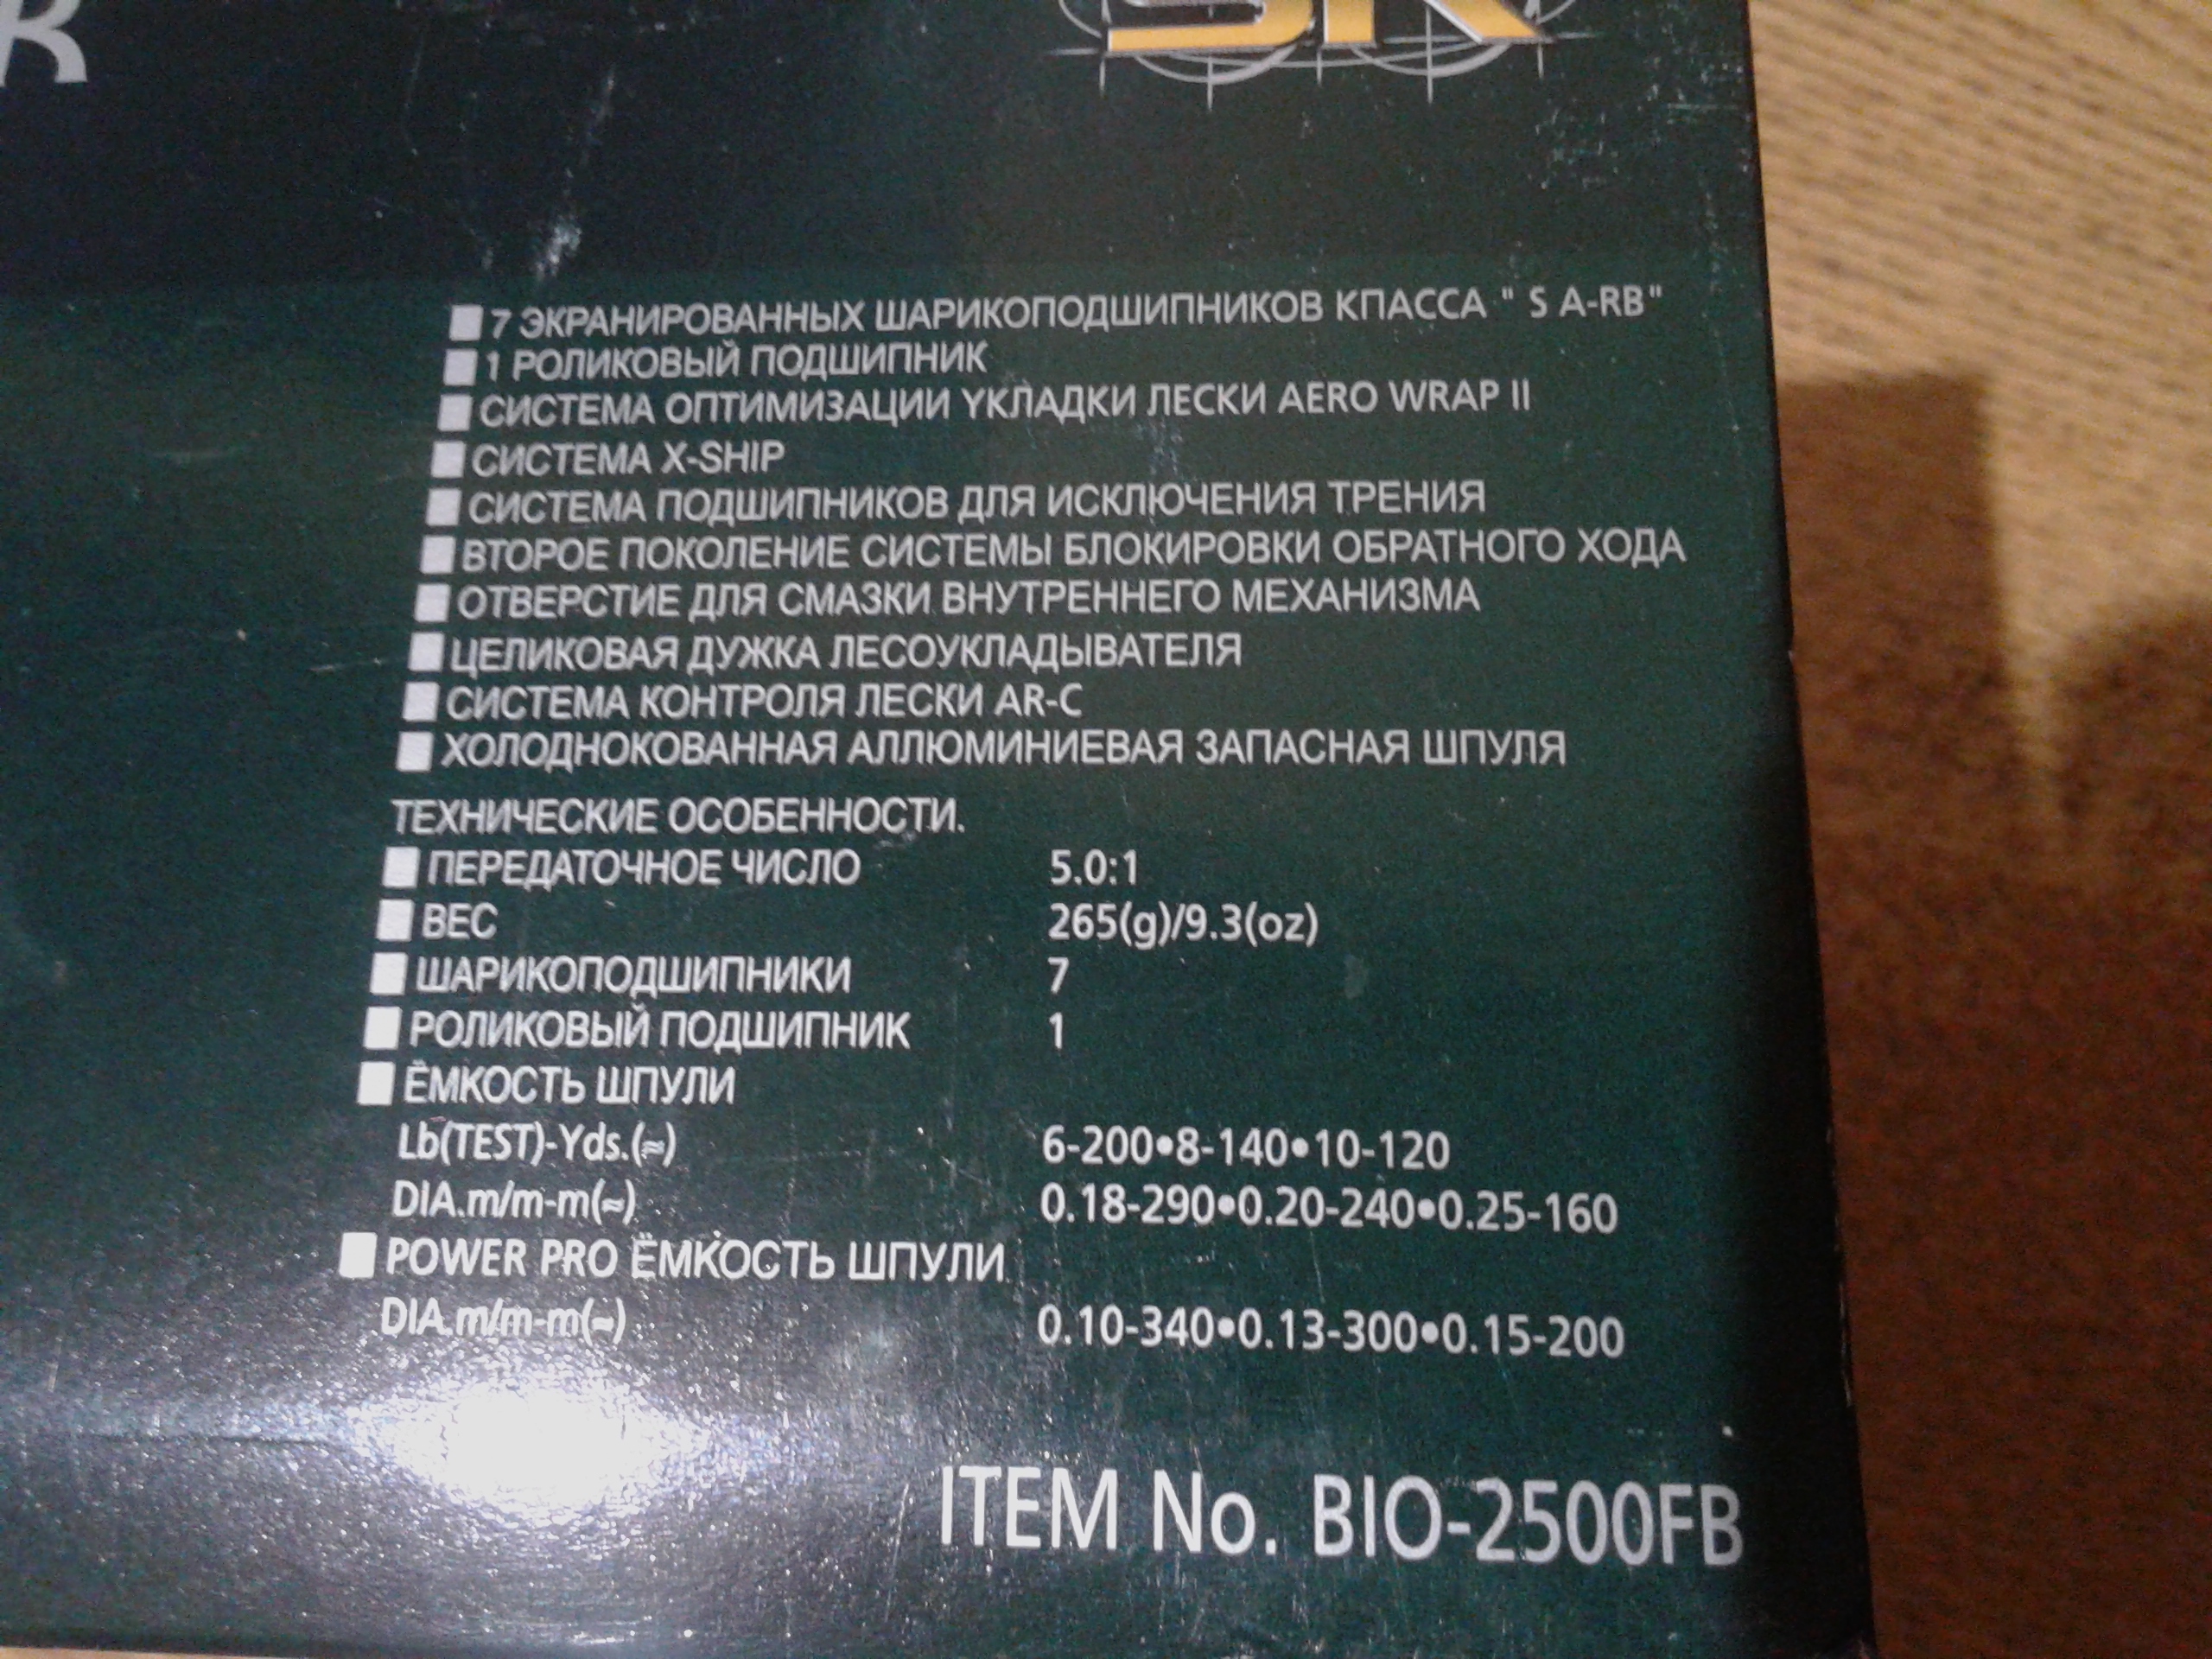 R
SR
■ 7 ЭКРАНИРОВАННЫХ ШАРИКОПОДШИПНИКОВ КПАССА " S A-RB"
■ 1 РОЛИКОВЫЙ ПОДШИПНИК
■ СИСТЕМА ОПТИМИЗАЦИИ УКЛАДКИ ЛЕСКИ AERO WRAP II
■ СИСТЕМА X-SHIP
■ СИСТЕМА ПОДШИПНИКОВ ДЛЯ ИСКЛЮЧЕНИЯ ТРЕНИЯ
■ ВТОРОЕ ПОКОЛЕНИЕ СИСТЕМЫ БЛОКИРОВКИ ОБРАТНОГО ХОДА
■ ОТВЕРСТИЕ ДЛЯ СМАЗКИ ВНУТРЕННЕГО МЕХАНИЗМА
■ ЦЕЛИКОВАЯ ДУЖКА ЛЕСОУКЛАДЫВАТЕЛЯ
■ СИСТЕМА КОНТРОЛЯ ЛЕСКИ AR-C
■ ХОЛОДНОКОВАННАЯ АЛЛЮМИНИЕВАЯ ЗАПАСНАЯ ШПУЛЯ
ТЕХНИЧЕСКИЕ ОСОБЕННОСТИ.
■ ПЕРЕДАТОЧНОЕ ЧИСЛО 5.0:1
■ ВЕС 265(g)/9.3(oz)
■ ШАРИКОПОДШИПНИКИ 7
■ РОЛИКОВЫЙ ПОДШИПНИК 1
■ ЁМКОСТЬ ШПУЛИ
Lb(TEST)-Yds.(≈) 6-200•8-140•10-120
DIA.m/m-m(≈) 0.18-290•0.20-240•0.25-160
■ POWER PRO ЁМКОСТЬ ШПУЛИ
DIA.m/m-m(≈) 0.10-340•0.13-300•0.15-200
ITEM No. BIO-2500FB